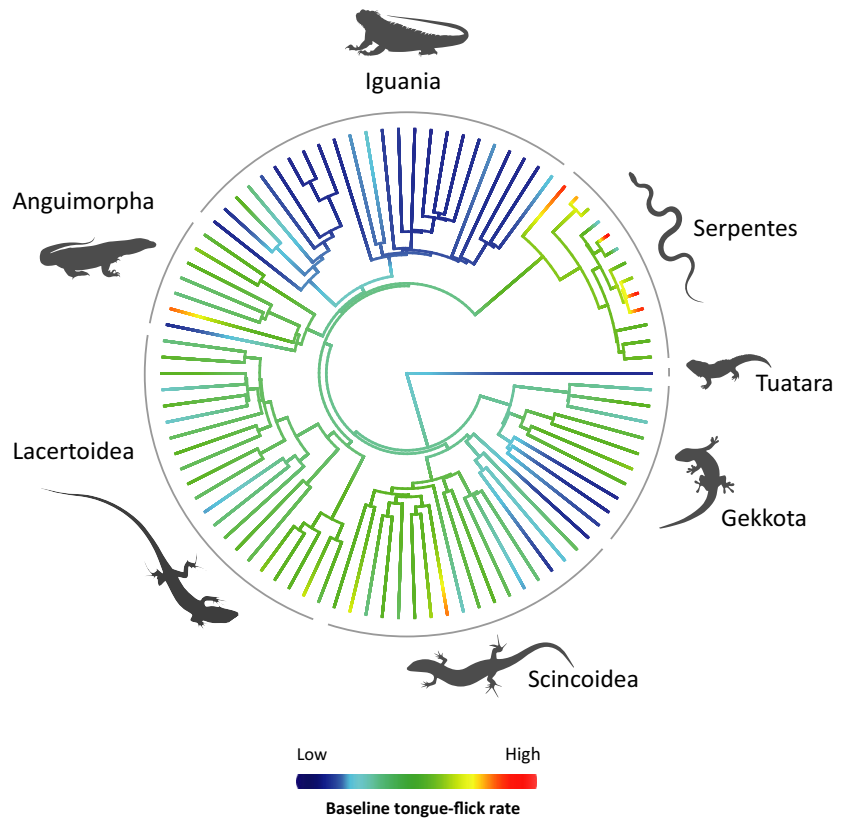 Iguania
Anguimorpha
Serpentes
Tuatara
Lacertoidea
Gekkota
Scincoidea
Low High
Baseline tongue-flick rate